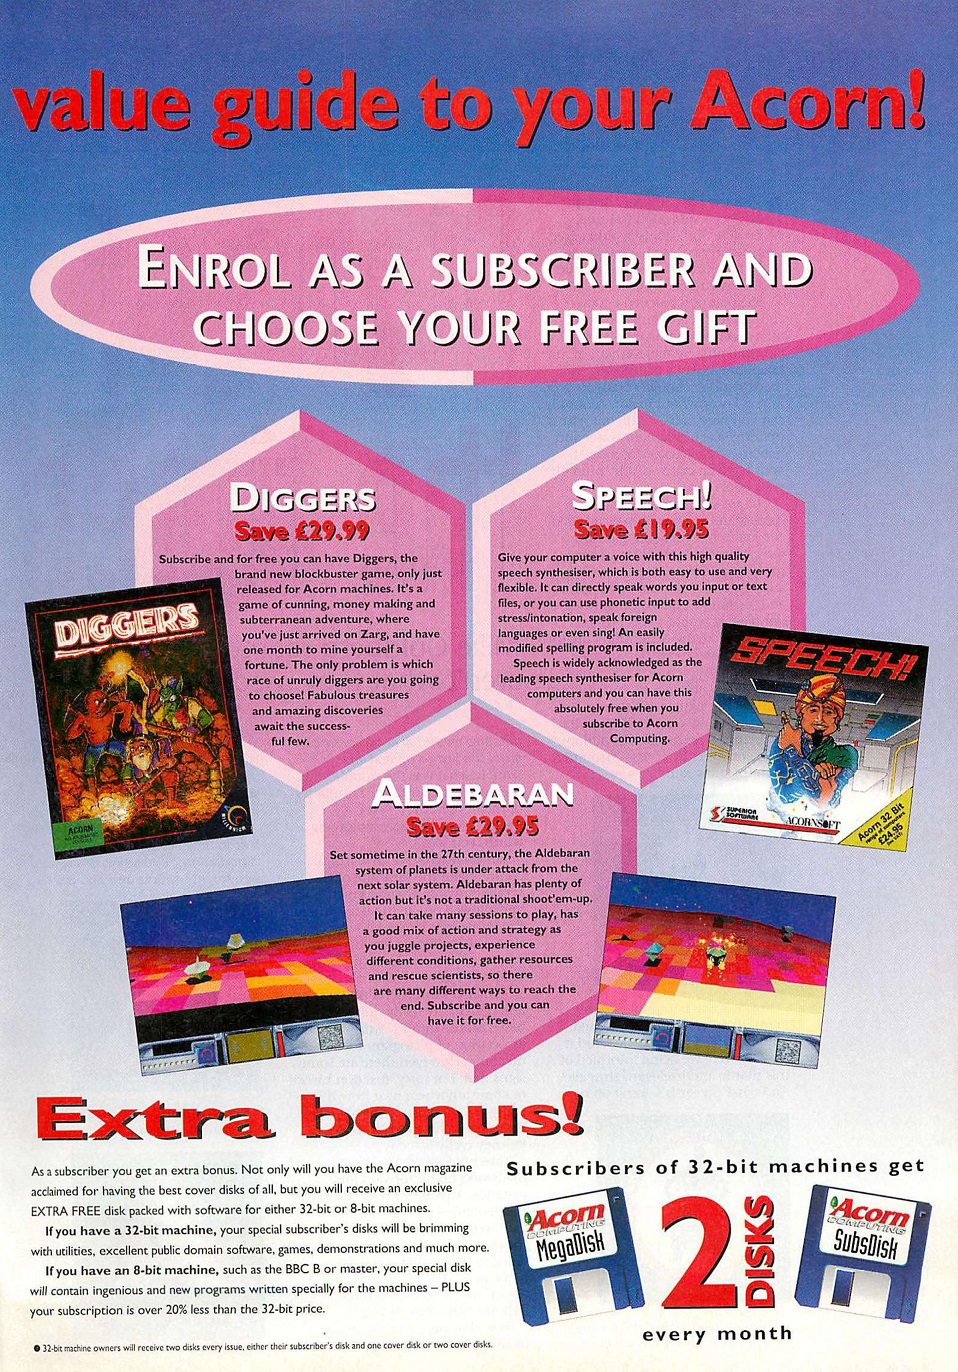 value guide to your Acorn!
ENROL AS A SUBSCRIBER AND
CHOOSE YOUR FREE GIFT
DIGGERS
Save £29.99
Subscribe and for free you can have Diggers, the
brand new blockbuster game, only just
released for Acorn machines. It's a
game of cunning, money making and
subterranean adventure, where
you've just arrived on Zarg, and have
one month to mine yourself a
fortune. The only problem is which
race of unruly diggers are you going
to choose! Fabulous treasures
and amazing discoveries
await the success-
ful few.
DIGGERS
ACORN
MILLENNIUM
SPEECH!
Save £19.95
Give your computer a voice with this high quality
speech synthesiser, which is both easy to use and very
flexible. It can directly speak words you input or text
files, or you can use phonetic input to add
stress/intonation, speak foreign
languages or even sing! An easily
modified spelling program is included.
Speech is widely acknowledged as the
leading speech synthesiser for Acorn
computers and you can have this
absolutely free when you
subscribe to Acorn
Computing.
SPEECH!
SUPERIOR
SOFTWARE
ACORNSOFT
Acorn 32 Bit
range of computers
£24.95
ALDEBARAN
Save £29.95
Set sometime in the 27th century, the Aldebaran
system of planets is under attack from the
next solar system. Aldebaran has plenty of
action but it's not a traditional shoot'em-up.
It can take many sessions to play, has
a good mix of action and strategy as
you juggle projects, experience
different conditions, gather resources
and rescue scientists, so there
are many different ways to reach the
end. Subscribe and you can
have it for free.
Extra bonus!
As a subscriber you get an extra bonus. Not only will you have the Acorn magazine
acclaimed for having the best cover disks of all, but you will receive an exclusive
EXTRA FREE disk packed with software for either 32-bit or 8-bit machines.
If you have a 32-bit machine, your special subscriber's disks will be brimming
with utilities, excellent public domain software, games, demonstrations and much more.
If you have an 8-bit machine, such as the BBC B or master, your special disk
will contain ingenious and new programs written specially for the machines – PLUS
your subscription is over 20% less than the 32-bit price.
● 32-bit machine owners will receive two disks every issue, either their subscriber's disk and one cover disk or two cover disks.
Subscribers of 32-bit machines get
Acorn
COMPUTING
MegaDisk
2
DISKS
Acorn
COMPUTING
SubsDisk
every month